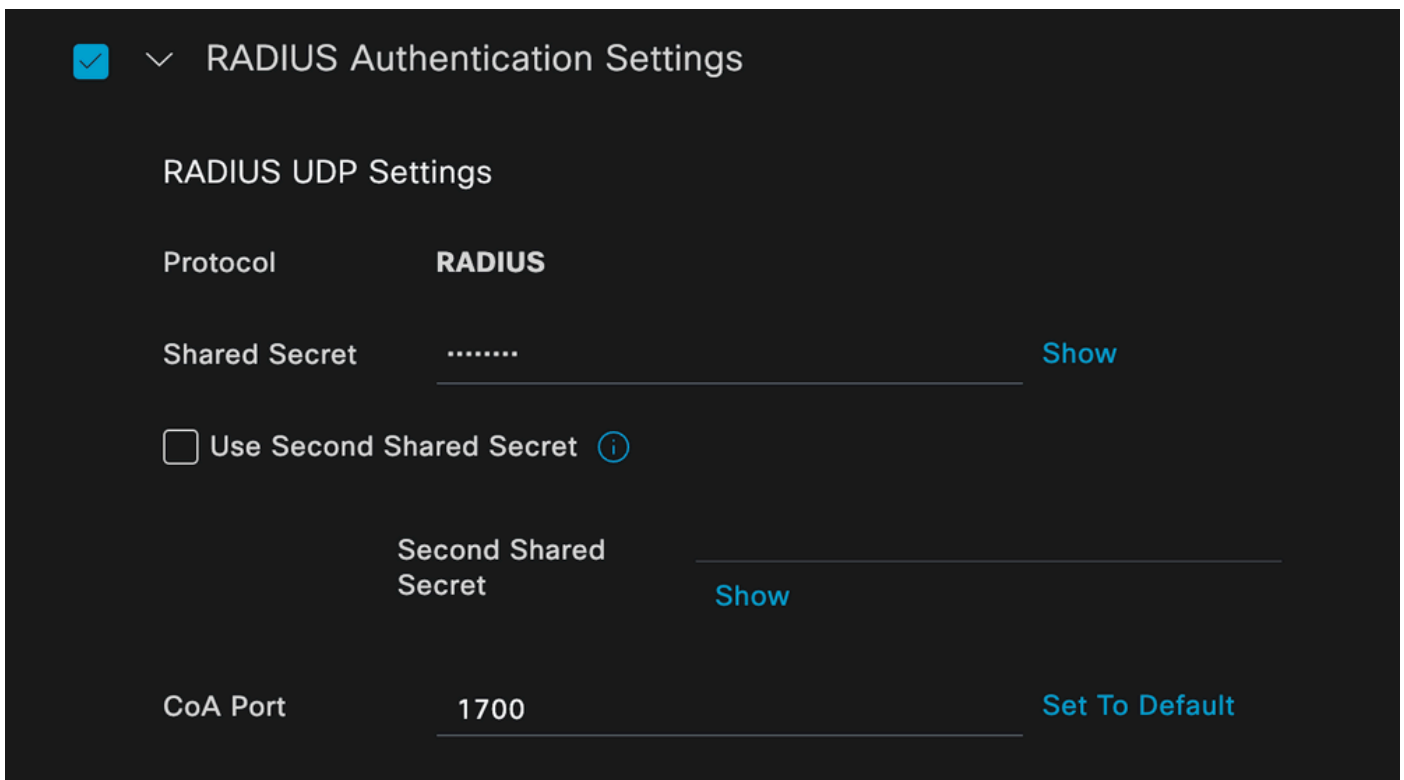 RADIUS Authentication Settings
RADIUS UDP Settings
Protocol RADIUS
Shared Secret ········ Show
Use Second Shared Secret
Second Shared
Secret
Show
CoA Port 1700 Set To Default